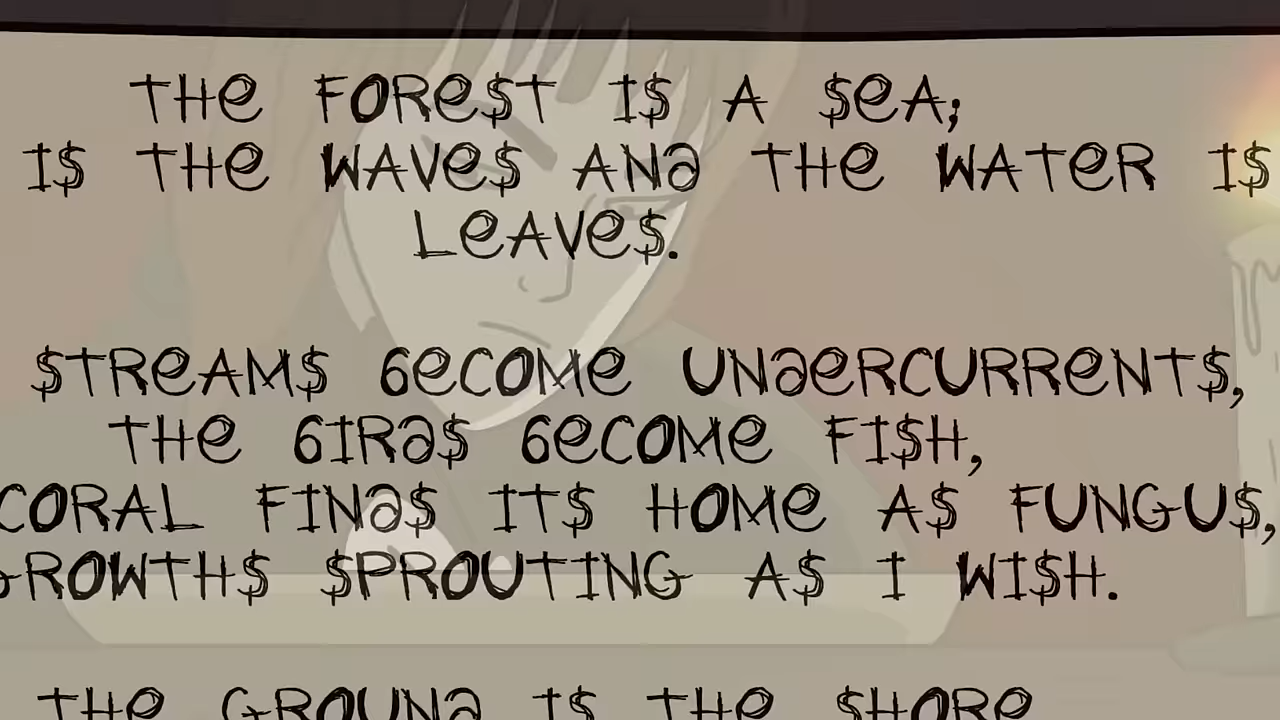 THE FOREST IS A SEA;
IS THE WAVES AND THE WATER IS
LEAVES.
STREAMS BECOME UNDERCURRENTS,
THE BIRDS BECOME FISH,
CORAL FINDS ITS HOME AS FUNGUS,
GROWTHS SPROUTING AS I WISH.
THE GROUND IS THE SHORE